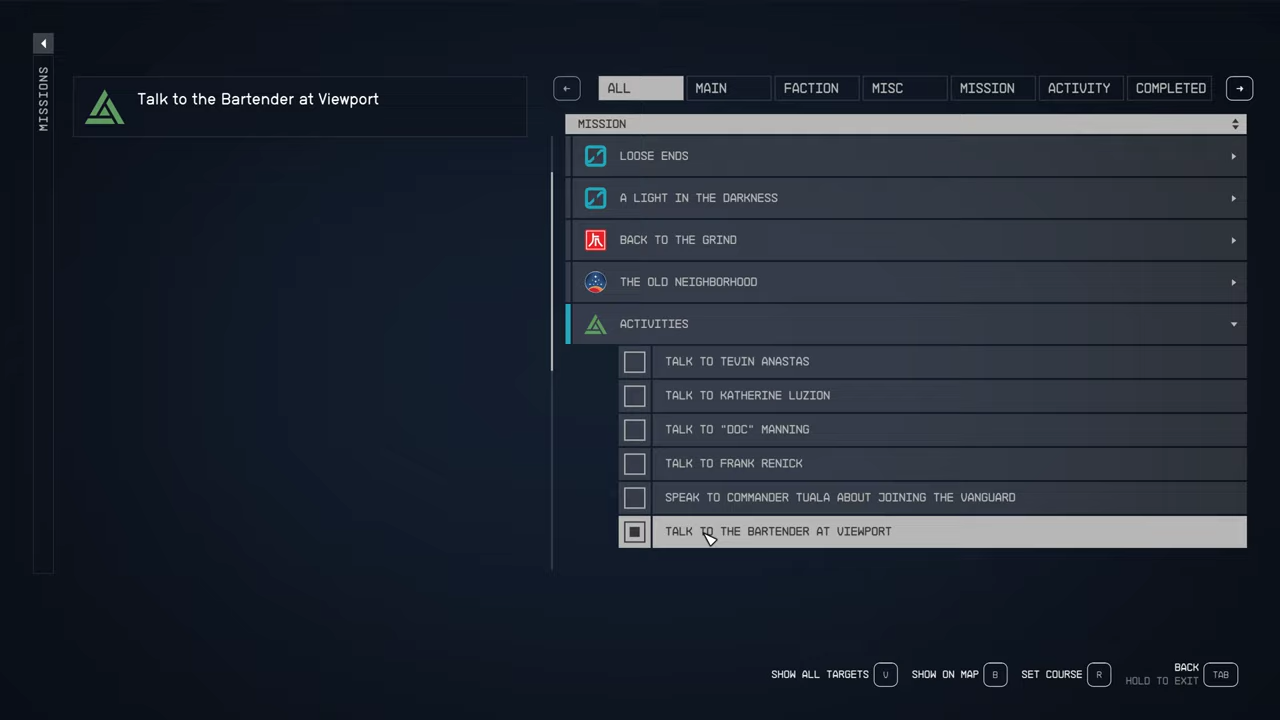 MISSIONS
Talk to the Bartender at Viewport
ALL MAIN FACTION MISC MISSION ACTIVITY COMPLETED
MISSION
LOOSE ENDS
A LIGHT IN THE DARKNESS
BACK TO THE GRIND
THE OLD NEIGHBORHOOD
ACTIVITIES
TALK TO TEVIN ANASTAS
TALK TO KATHERINE LUZION
TALK TO "DOC" MANNING
TALK TO FRANK RENICK
SPEAK TO COMMANDER TUALA ABOUT JOINING THE VANGUARD
TALK TO THE BARTENDER AT VIEWPORT
SHOW ALL TARGETS V SHOW ON MAP B SET COURSE R BACK TAB
HOLD TO EXIT